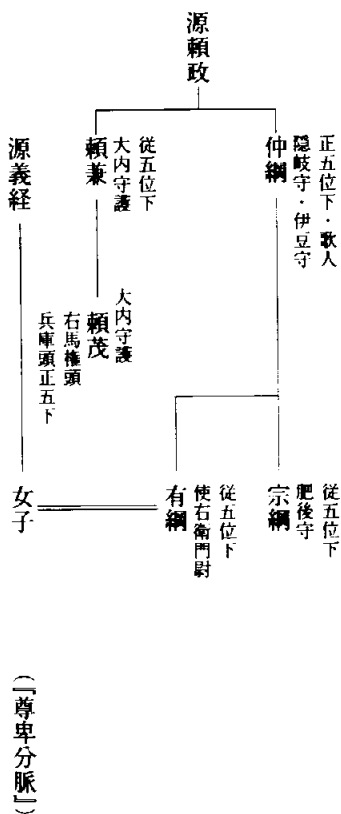 源頼政
正五位下・歌人
隠岐守・伊豆守
仲綱
従五位下
大内守護
頼兼
源義経
大内守護
頼茂
右馬権頭
兵庫頭正五下
従五位下
肥後守
宗綱
従五位下
使右衛門尉
有綱
女子
(『尊卑分脈』)